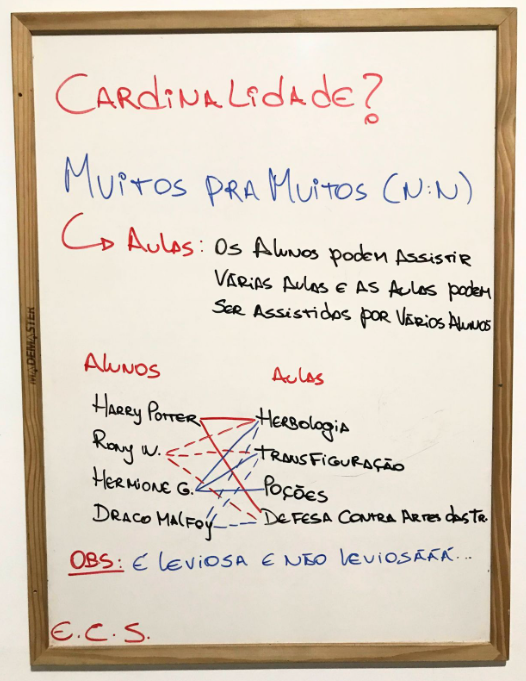 CARDINALIDADE?
MUITOS PRA MUITOS (N:N)
AULAS: OS ALUNOS PODEM ASSISTIR
VÁRIAS AULAS E AS AULAS PODEM
SER ASSISTIDAS POR VÁRIOS ALUNOS
ALUNOS
AULAS
HARRY POTTER
HERBOLOGIA
RONY W.
TRANSFIGURAÇÃO
HERMIONE G.
POÇÕES
DRACO MALFOY
DEFESA CONTRA ARTES DAS TR.
OBS: É LEVIOSA E NÃO LEVIOSÁÁÁ...
E.C.S.
MADEMASTER